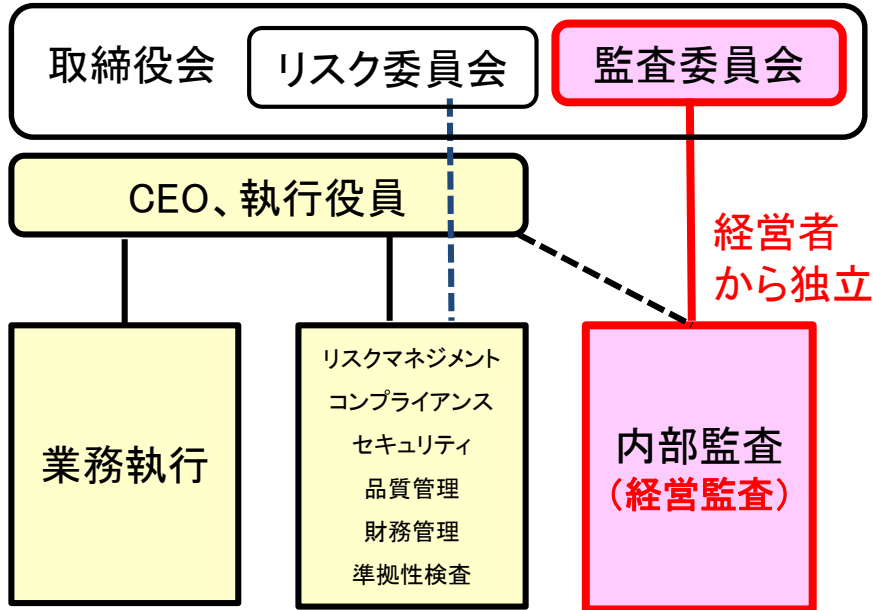 取締役会
リスク委員会
監査委員会
CEO、執行役員
経営者
から独立
業務執行
リスクマネジメント
コンプライアンス
セキュリティ
品質管理
財務管理
準拠性検査
内部監査
(経営監査)